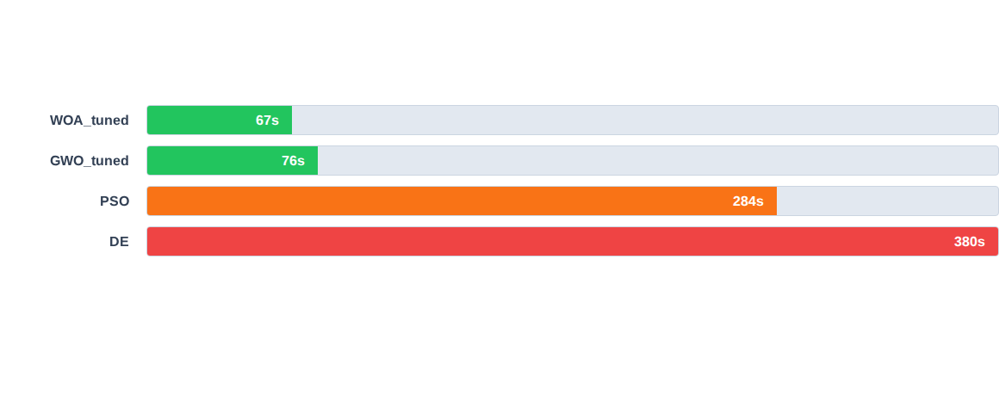 WOA_tuned 67s
GWO_tuned 76s
PSO 284s
DE 380s